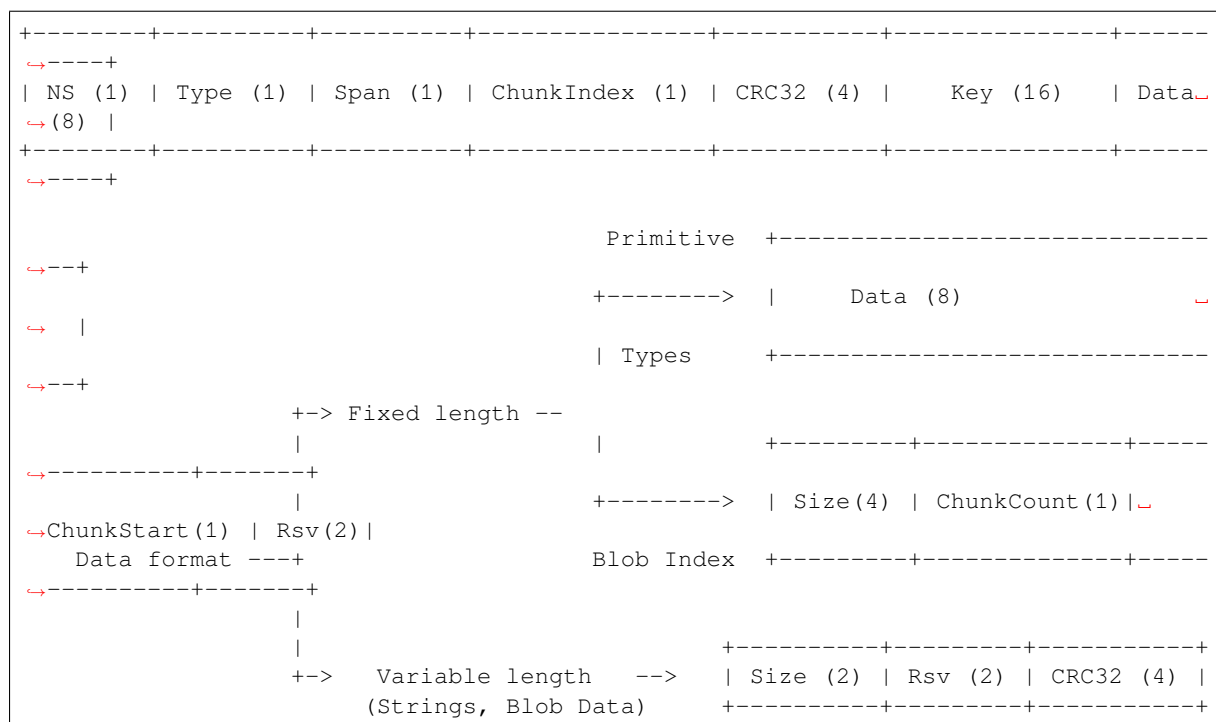 +--------+----------+----------+----------------+-----------+---------------+------
↪----+
| NS (1) | Type (1) | Span (1) | ChunkIndex (1) | CRC32 (4) |    Key (16)   | Data␣
↪(8) |
+--------+----------+----------+----------------+-----------+---------------+------
↪----+
                                         Primitive  +------------------------------
↪--+
                                        +-------->  |     Data (8)                ␣
↪  |
                                        | Types     +------------------------------
↪--+
                   +-> Fixed length --
                   |                    |           +---------+--------------+-----
↪----------+-------+
                   |                    +-------->  | Size(4) | ChunkCount(1)|␣
↪ChunkStart(1) | Rsv(2)|
    Data format ---+                    Blob Index  +---------+--------------+-----
↪----------+-------+
                   |
                   |                             +----------+---------+-----------+
                   +->   Variable length   -->   | Size (2) | Rsv (2) | CRC32 (4) |
                        (Strings, Blob Data)     +----------+---------+-----------+